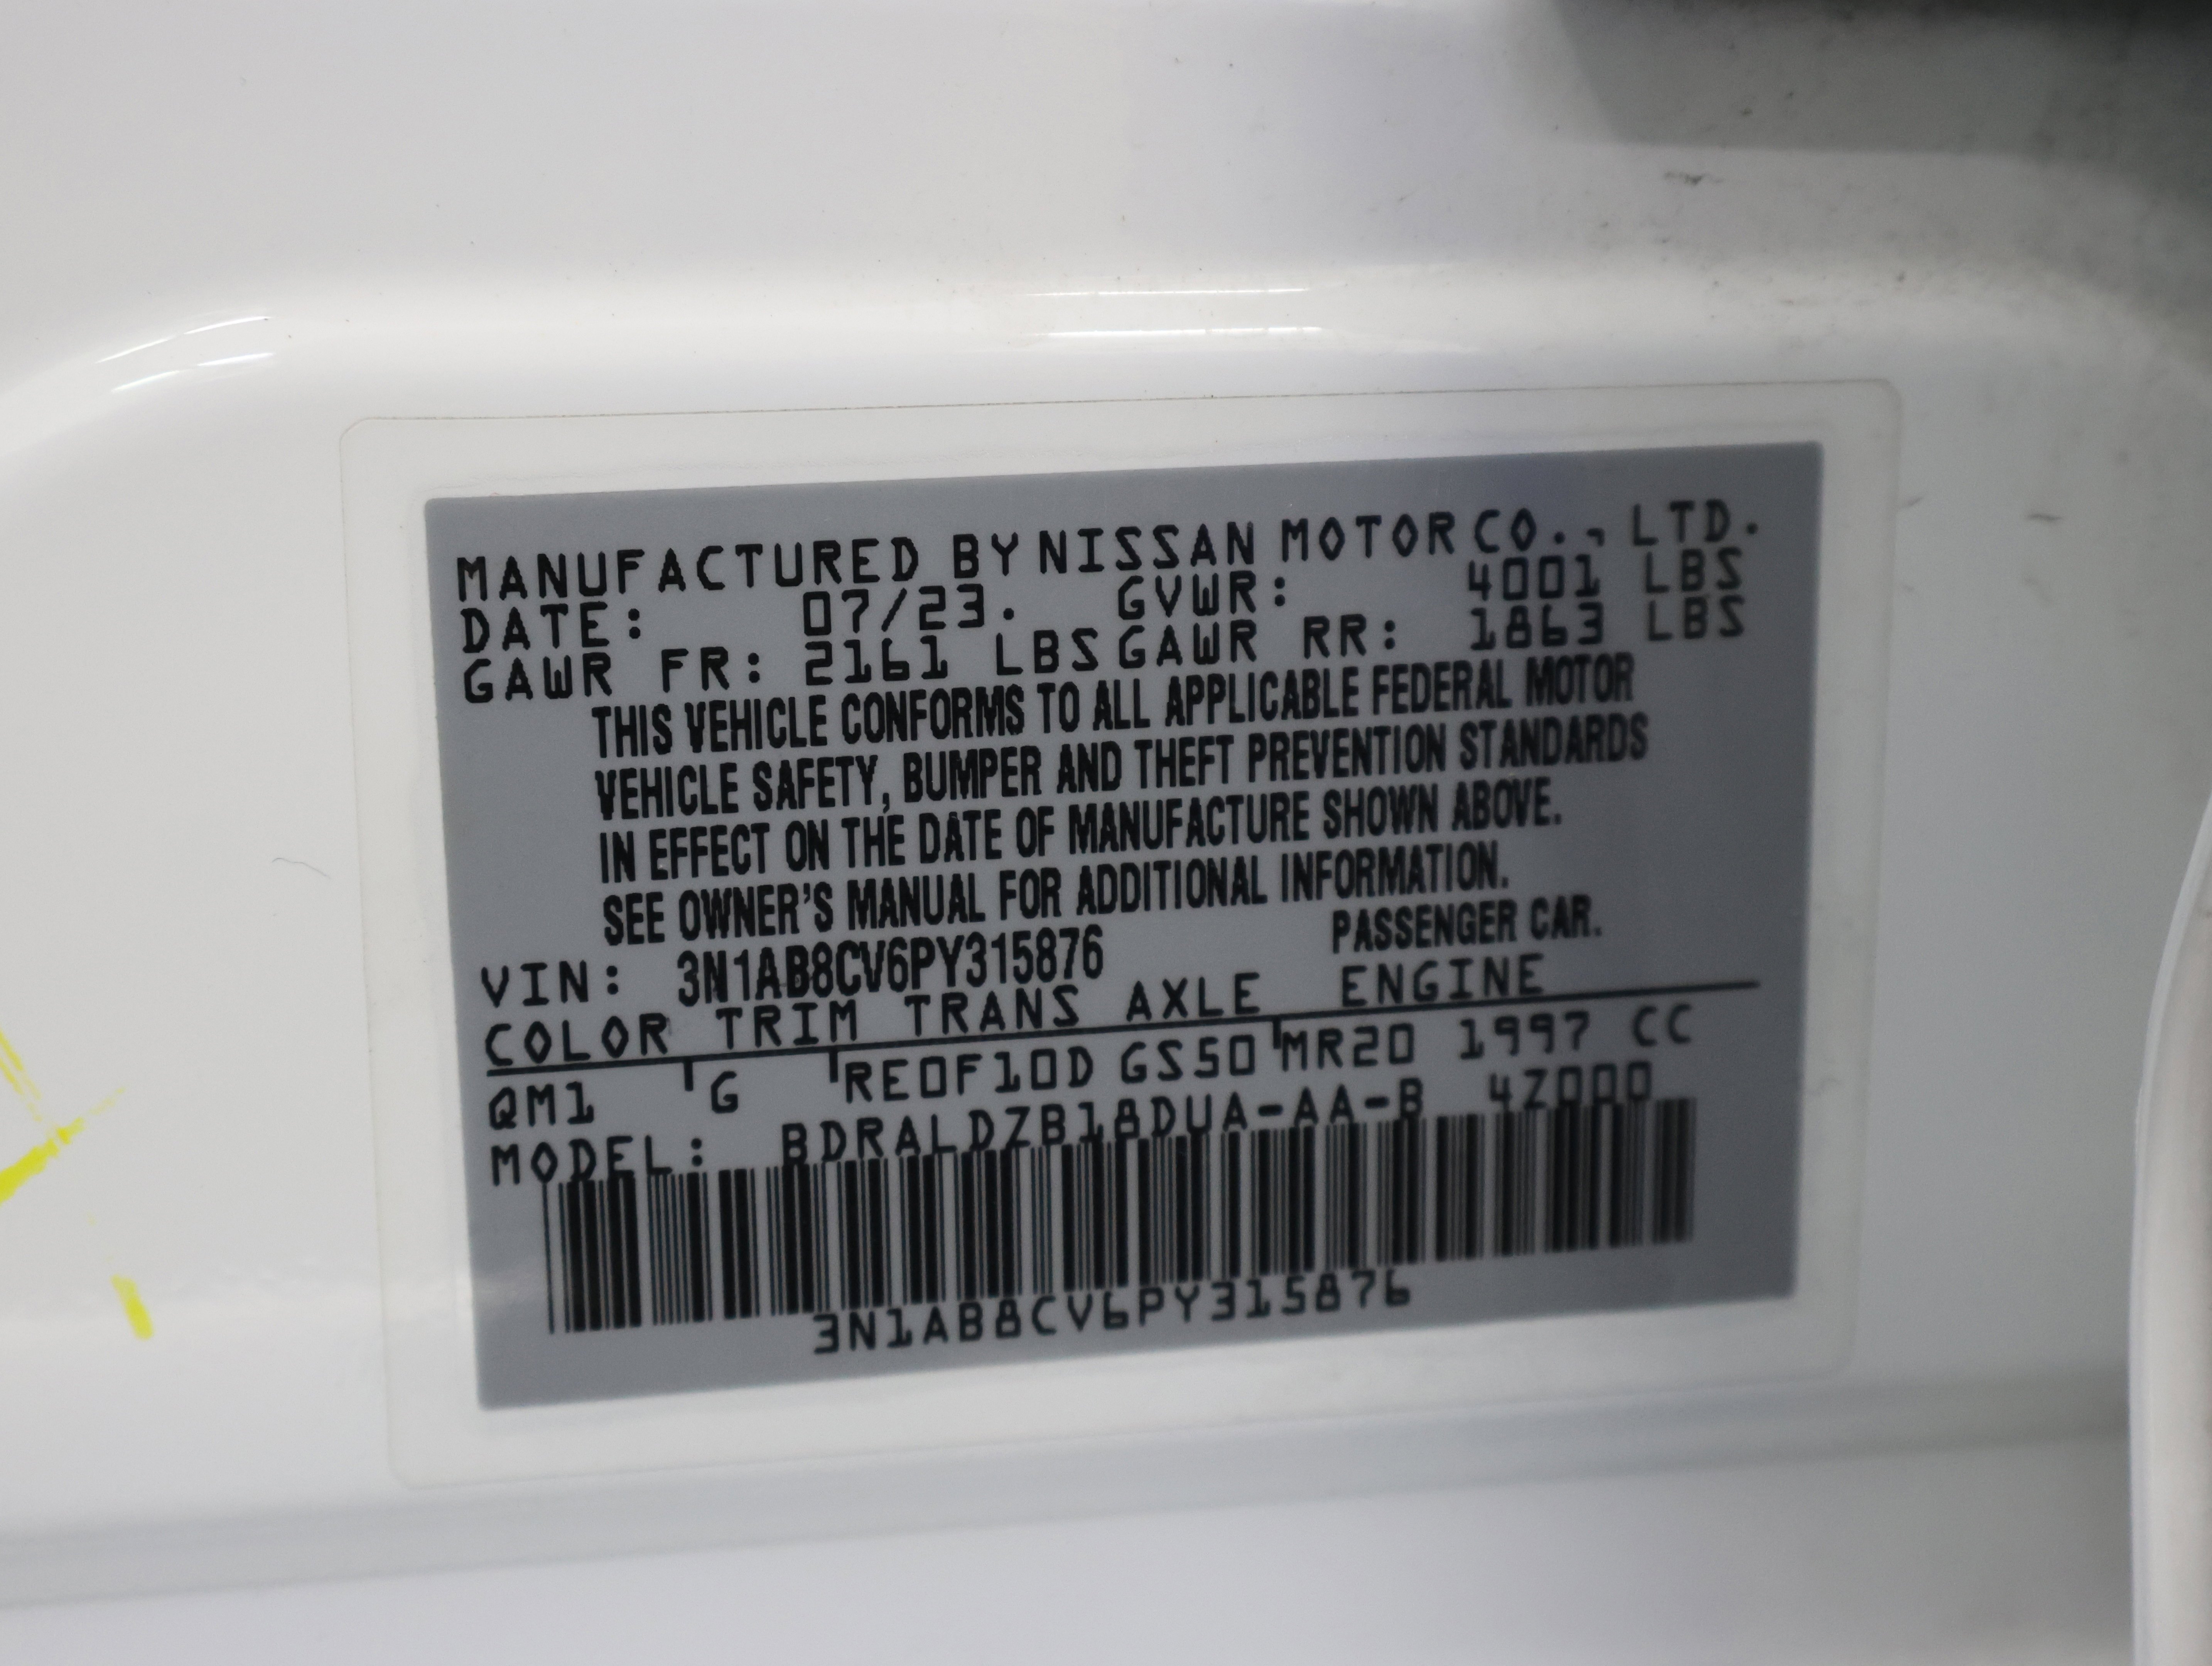 MANUFACTURED BY NISSAN MOTOR CO., LTD.
DATE: 07/23. GVWR: 4001 LBS
GAWR FR: 2161 LBS GAWR RR: 1863 LBS
THIS VEHICLE CONFORMS TO ALL APPLICABLE FEDERAL MOTOR
VEHICLE SAFETY, BUMPER AND THEFT PREVENTION STANDARDS
IN EFFECT ON THE DATE OF MANUFACTURE SHOWN ABOVE.
SEE OWNER'S MANUAL FOR ADDITIONAL INFORMATION.
VIN: 3N1AB8CV6PY315876 PASSENGER CAR.
COLOR TRIM TRANS AXLE ENGINE
QM1 G RE0F10D GS50 MR20 1997 CC
MODEL: BDRALDZB18DUA-AA-B 4Z000
3N1AB8CV6PY315876